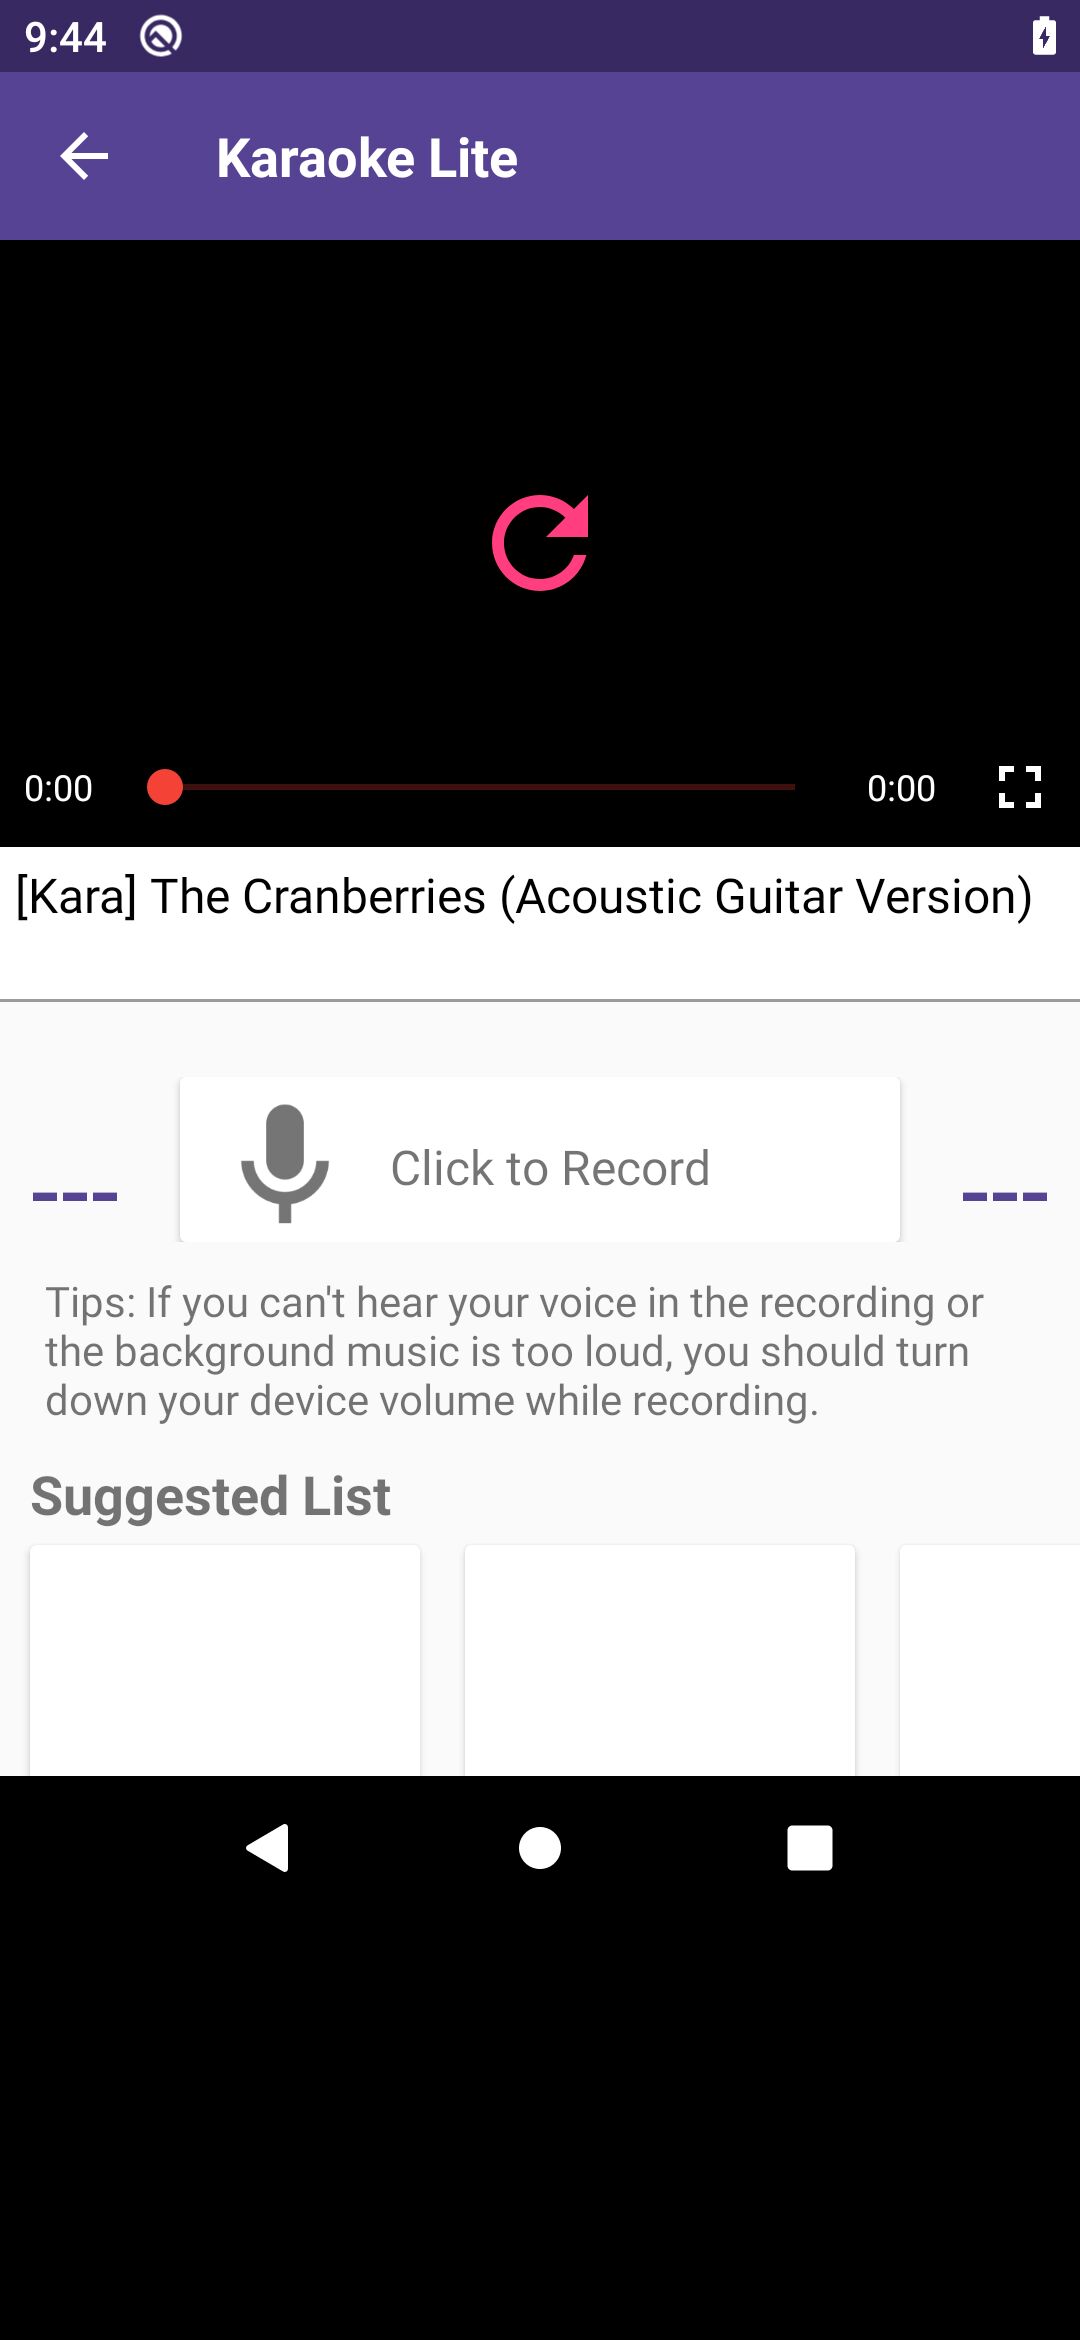 9:44
Karaoke Lite
0:00
0:00
[Kara] The Cranberries (Acoustic Guitar Version)
--- Click to Record ---
Tips: If you can't hear your voice in the recording or
the background music is too loud, you should turn
down your device volume while recording.
Suggested List